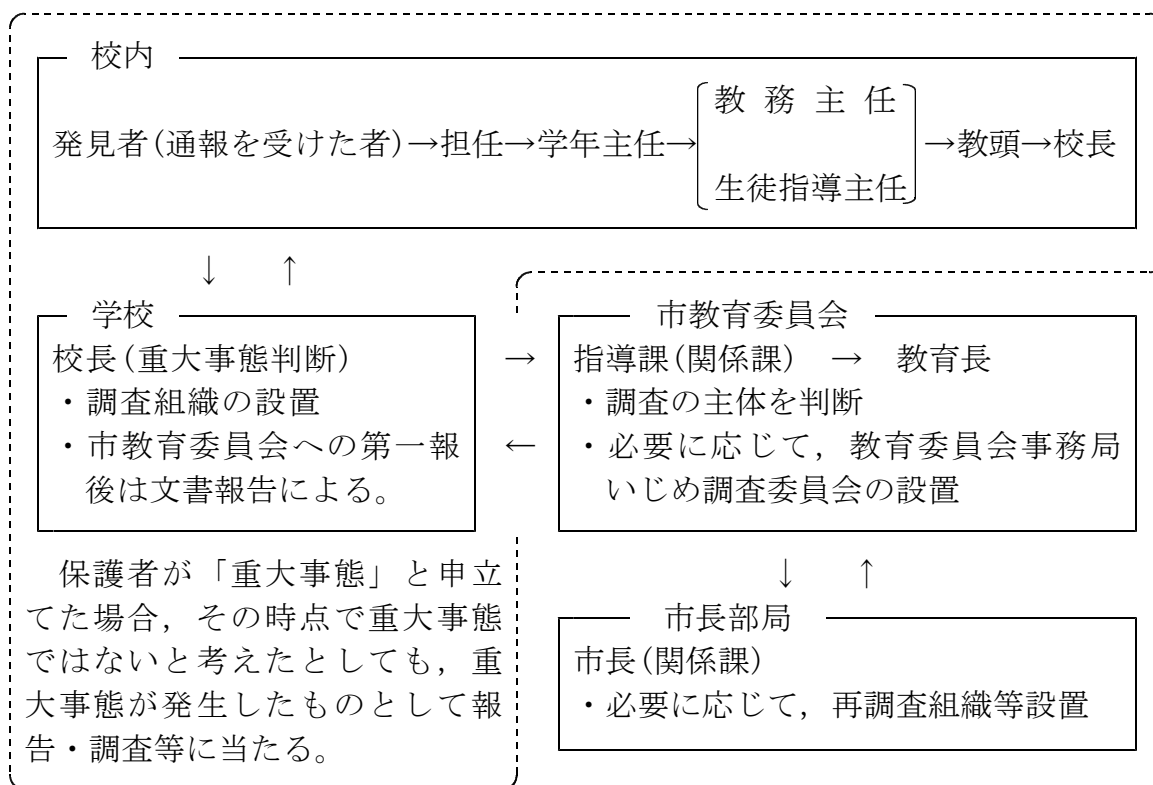 校内
教務主任
発見者(通報を受けた者)→担任→学年主任→ →教頭→校長
生徒指導主任
↓ ↑
学校
校長(重大事態判断)
・調査組織の設置
・市教育委員会への第一報
後は文書報告による。
→
←
市教育委員会
指導課(関係課) → 教育長
・調査の主体を判断
・必要に応じて,教育委員会事務局
いじめ調査委員会の設置
保護者が「重大事態」と申立
てた場合,その時点で重大事態
ではないと考えたとしても,重
大事態が発生したものとして報
告・調査等に当たる。
↓ ↑
市長部局
市長(関係課)
・必要に応じて,再調査組織等設置